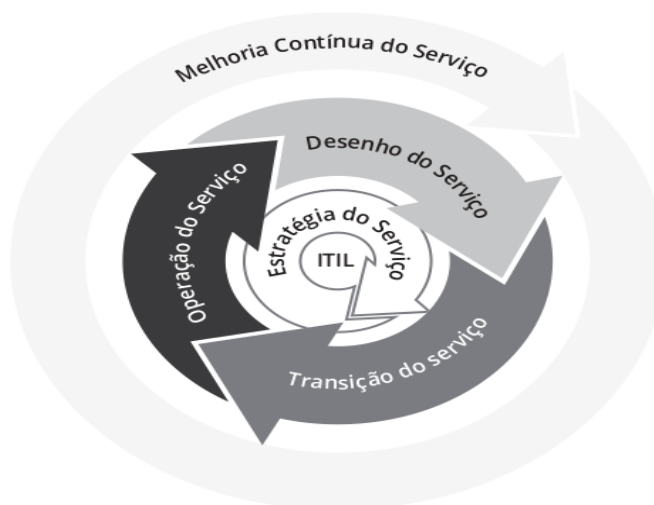 Melhoria Contínua do Serviço
Desenho do Serviço
Operação do Serviço
Estratégia do Serviço
ITIL
Transição do serviço